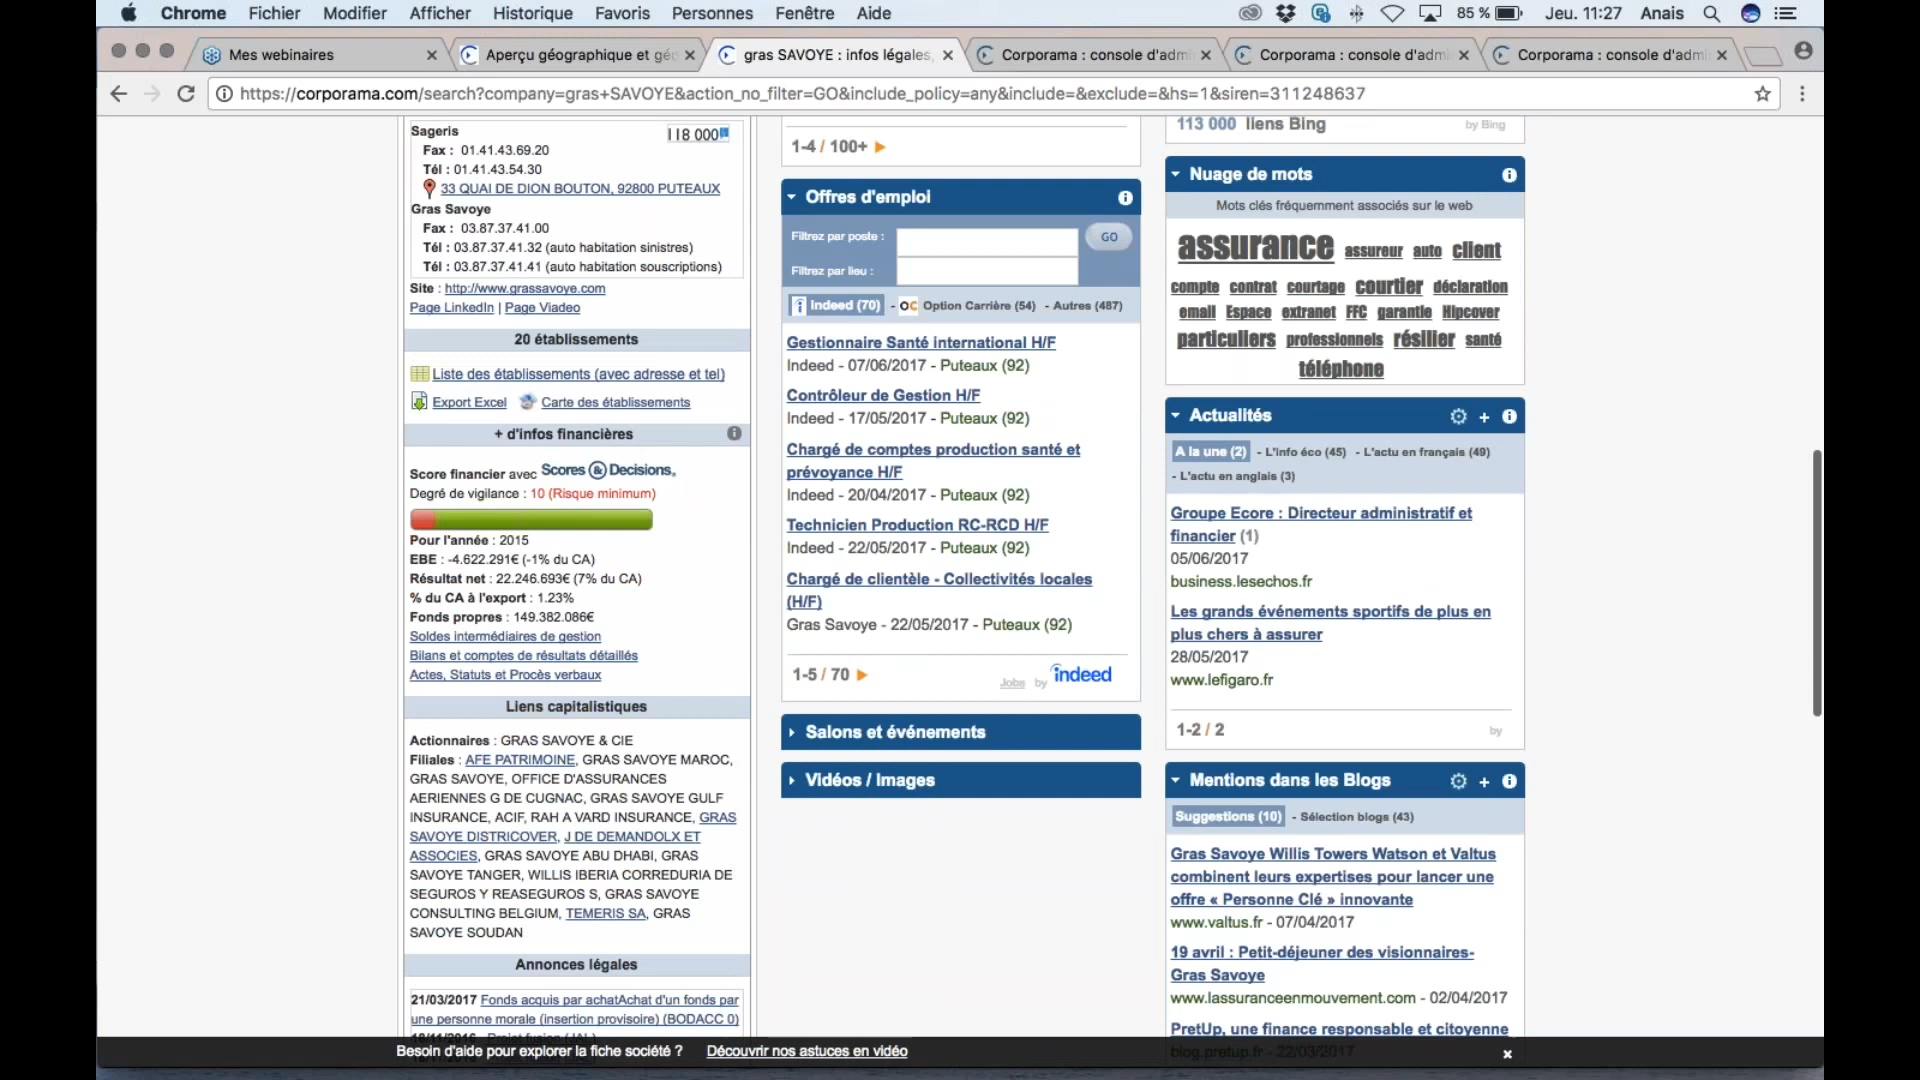 Chrome Fichier Modifier Afficher Historique Favoris Personnes Fenêtre Aide 85 % Jeu. 11:27 Anais
Mes webinaires
Aperçu géographique et géo
gras SAVOYE : infos légales,
Corporama : console d'admi
Corporama : console d'admi
Corporama : console d'admi
https://corporama.com/search?company=gras+SAVOYE&action_no_filter=GO&include_policy=any&include=&exclude=&hs=1&siren=311248637
Sageris
118 000
Fax : 01.41.43.69.20
Tél : 01.41.43.54.30
33 QUAI DE DION BOUTON, 92800 PUTEAUX
Gras Savoye
Fax : 03.87.37.41.00
Tél : 03.87.37.41.32 (auto habitation sinistres)
Tél : 03.87.37.41.41 (auto habitation souscriptions)
Site : http://www.grassavoye.com
Page LinkedIn | Page Viadeo
20 établissements
Liste des établissements (avec adresse et tel)
Export Excel Carte des établissements
+ d'infos financières
Score financier avec Scores & Decisions.
Degré de vigilance : 10 (Risque minimum)
Pour l'année : 2015
EBE : -4.622.291€ (-1% du CA)
Résultat net : 22.246.693€ (7% du CA)
% du CA à l'export : 1.23%
Fonds propres : 149.382.086€
Soldes intermédiaires de gestion
Bilans et comptes de résultats détaillés
Actes, Statuts et Procès verbaux
Liens capitalistiques
Actionnaires : GRAS SAVOYE & CIE
Filiales : AFE PATRIMOINE, GRAS SAVOYE MAROC,
GRAS SAVOYE, OFFICE D'ASSURANCES
AERIENNES G DE CUGNAC, GRAS SAVOYE GULF
INSURANCE, ACIF, RAH A VARD INSURANCE, GRAS
SAVOYE DISTRICOVER, J DE DEMANDOLX ET
ASSOCIES, GRAS SAVOYE ABU DHABI, GRAS
SAVOYE TANGER, WILLIS IBERIA CORREDURIA DE
SEGUROS Y REASEGUROS S, GRAS SAVOYE
CONSULTING BELGIUM, TEMERIS SA, GRAS
SAVOYE SOUDAN
Annonces légales
21/03/2017 Fonds acquis par achatAchat d'un fonds par
une personne morale (insertion provisoire) (BODACC 0)
18/11/2016 Projet fusion (JAL)
1-4 / 100+
Offres d'emploi
Filtrez par poste :
GO
Filtrez par lieu :
Indeed (70) - OC Option Carrière (54) - Autres (487)
Gestionnaire Santé international H/F
Indeed - 07/06/2017 - Puteaux (92)
Contrôleur de Gestion H/F
Indeed - 17/05/2017 - Puteaux (92)
Chargé de comptes production santé et
prévoyance H/F
Indeed - 20/04/2017 - Puteaux (92)
Technicien Production RC-RCD H/F
Indeed - 22/05/2017 - Puteaux (92)
Chargé de clientèle - Collectivités locales
(H/F)
Gras Savoye - 22/05/2017 - Puteaux (92)
1-5 / 70
Jobs by indeed
Salons et événements
Vidéos / Images
113 000 liens Bing by Bing
Nuage de mots
Mots clés fréquemment associés sur le web
assurance assureur auto client
compte contrat courtage courtier déclaration
email Espace extranet FFC garantie Hipcover
particuliers professionnels résilier santé
téléphone
Actualités
A la une (2) - L'info éco (45) - L'actu en français (49)
- L'actu en anglais (3)
Groupe Ecore : Directeur administratif et
financier (1)
05/06/2017
business.lesechos.fr
Les grands événements sportifs de plus en
plus chers à assurer
28/05/2017
www.lefigaro.fr
1-2 / 2 by
Mentions dans les Blogs
Suggestions (10) - Sélection blogs (43)
Gras Savoye Willis Towers Watson et Valtus
combinent leurs expertises pour lancer une
offre « Personne Clé » innovante
www.valtus.fr - 07/04/2017
19 avril : Petit-déjeuner des visionnaires-
Gras Savoye
www.lassuranceenmouvement.com - 02/04/2017
PretUp, une finance responsable et citoyenne
blog.pretup.fr - 22/03/2017
Besoin d'aide pour explorer la fiche société ? Découvrir nos astuces en vidéo